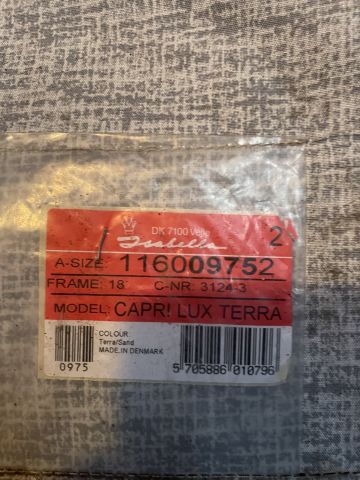 DK 7100 Vejle
2
Isabella
A-SIZE: 116009752
FRAME: 18' C-NR: 3124-3
MODEL: CAPRI LUX TERRA
COLOUR:
Terra/Sand
MADE IN DENMARK
0975
5 705886 010796